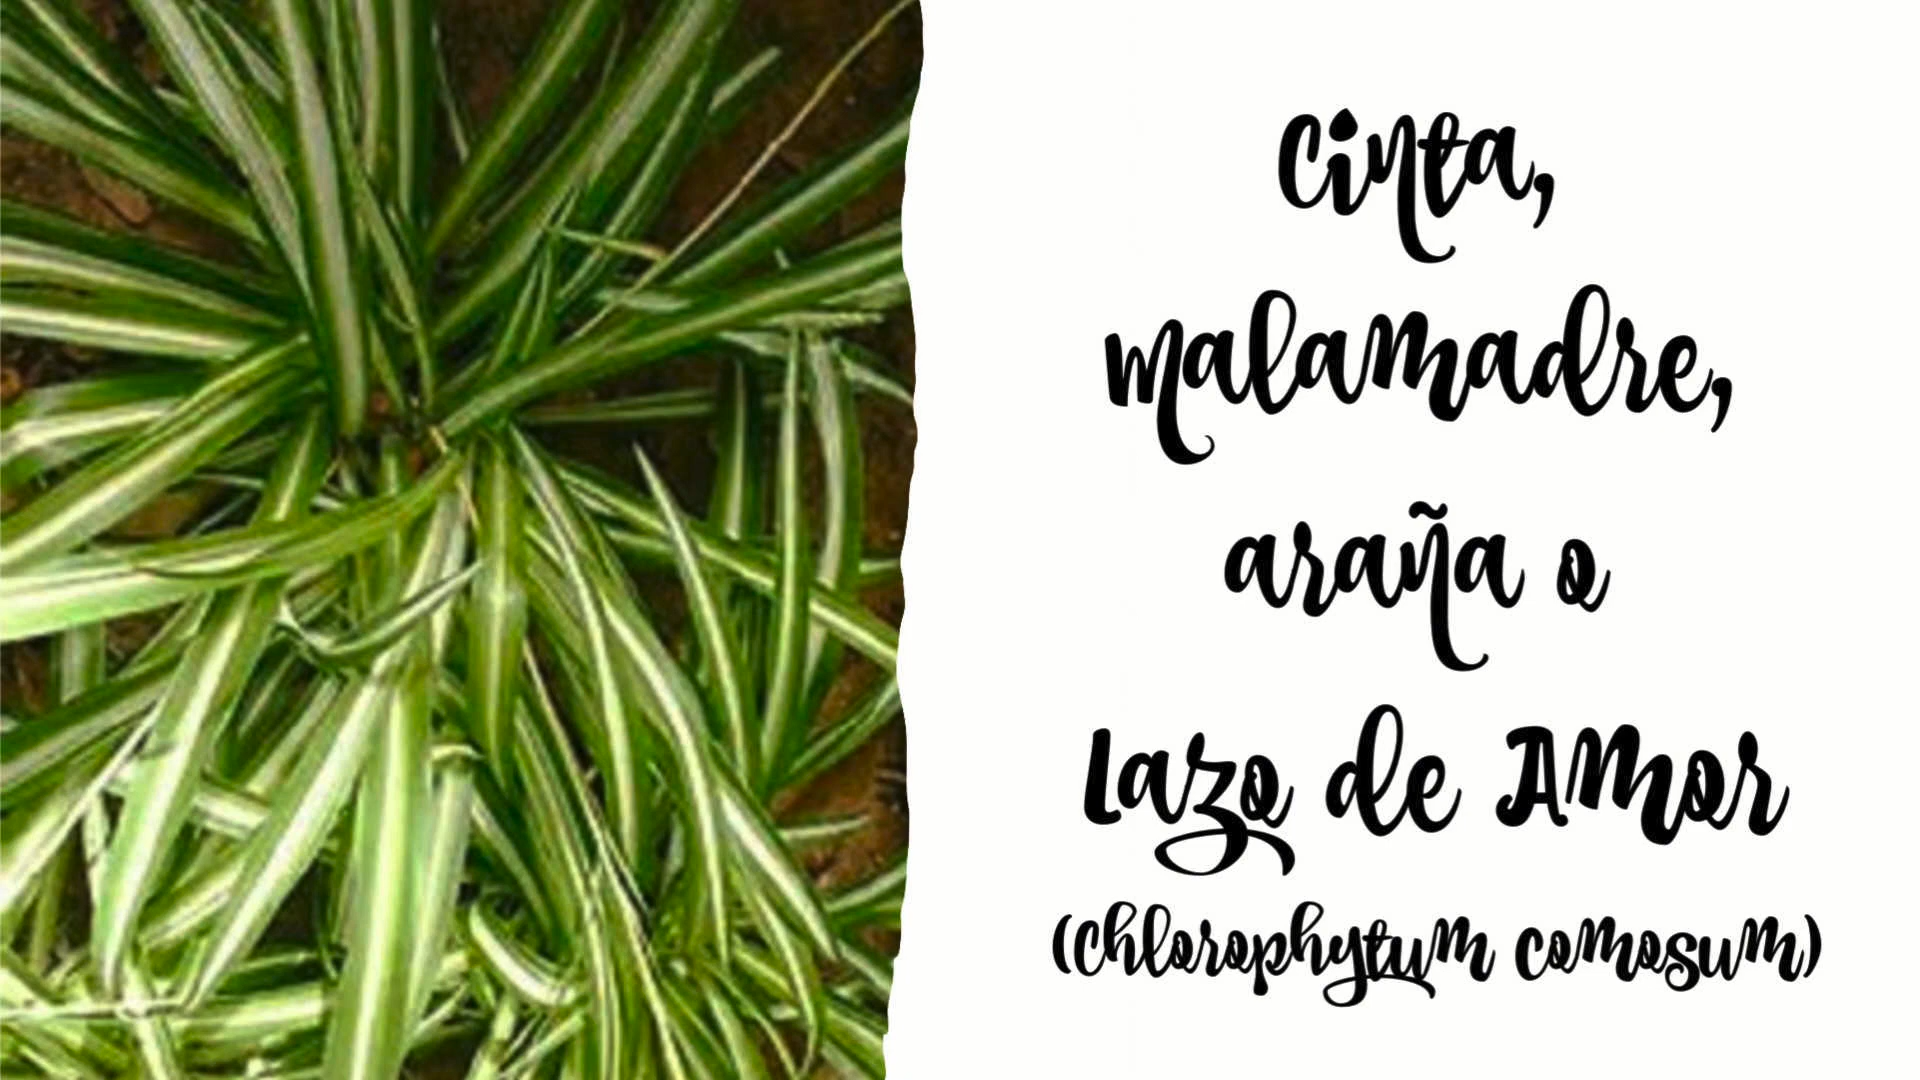 Cinta,
malamadre,
araña o
Lazo de Amor
(Chlorophytum comosum)